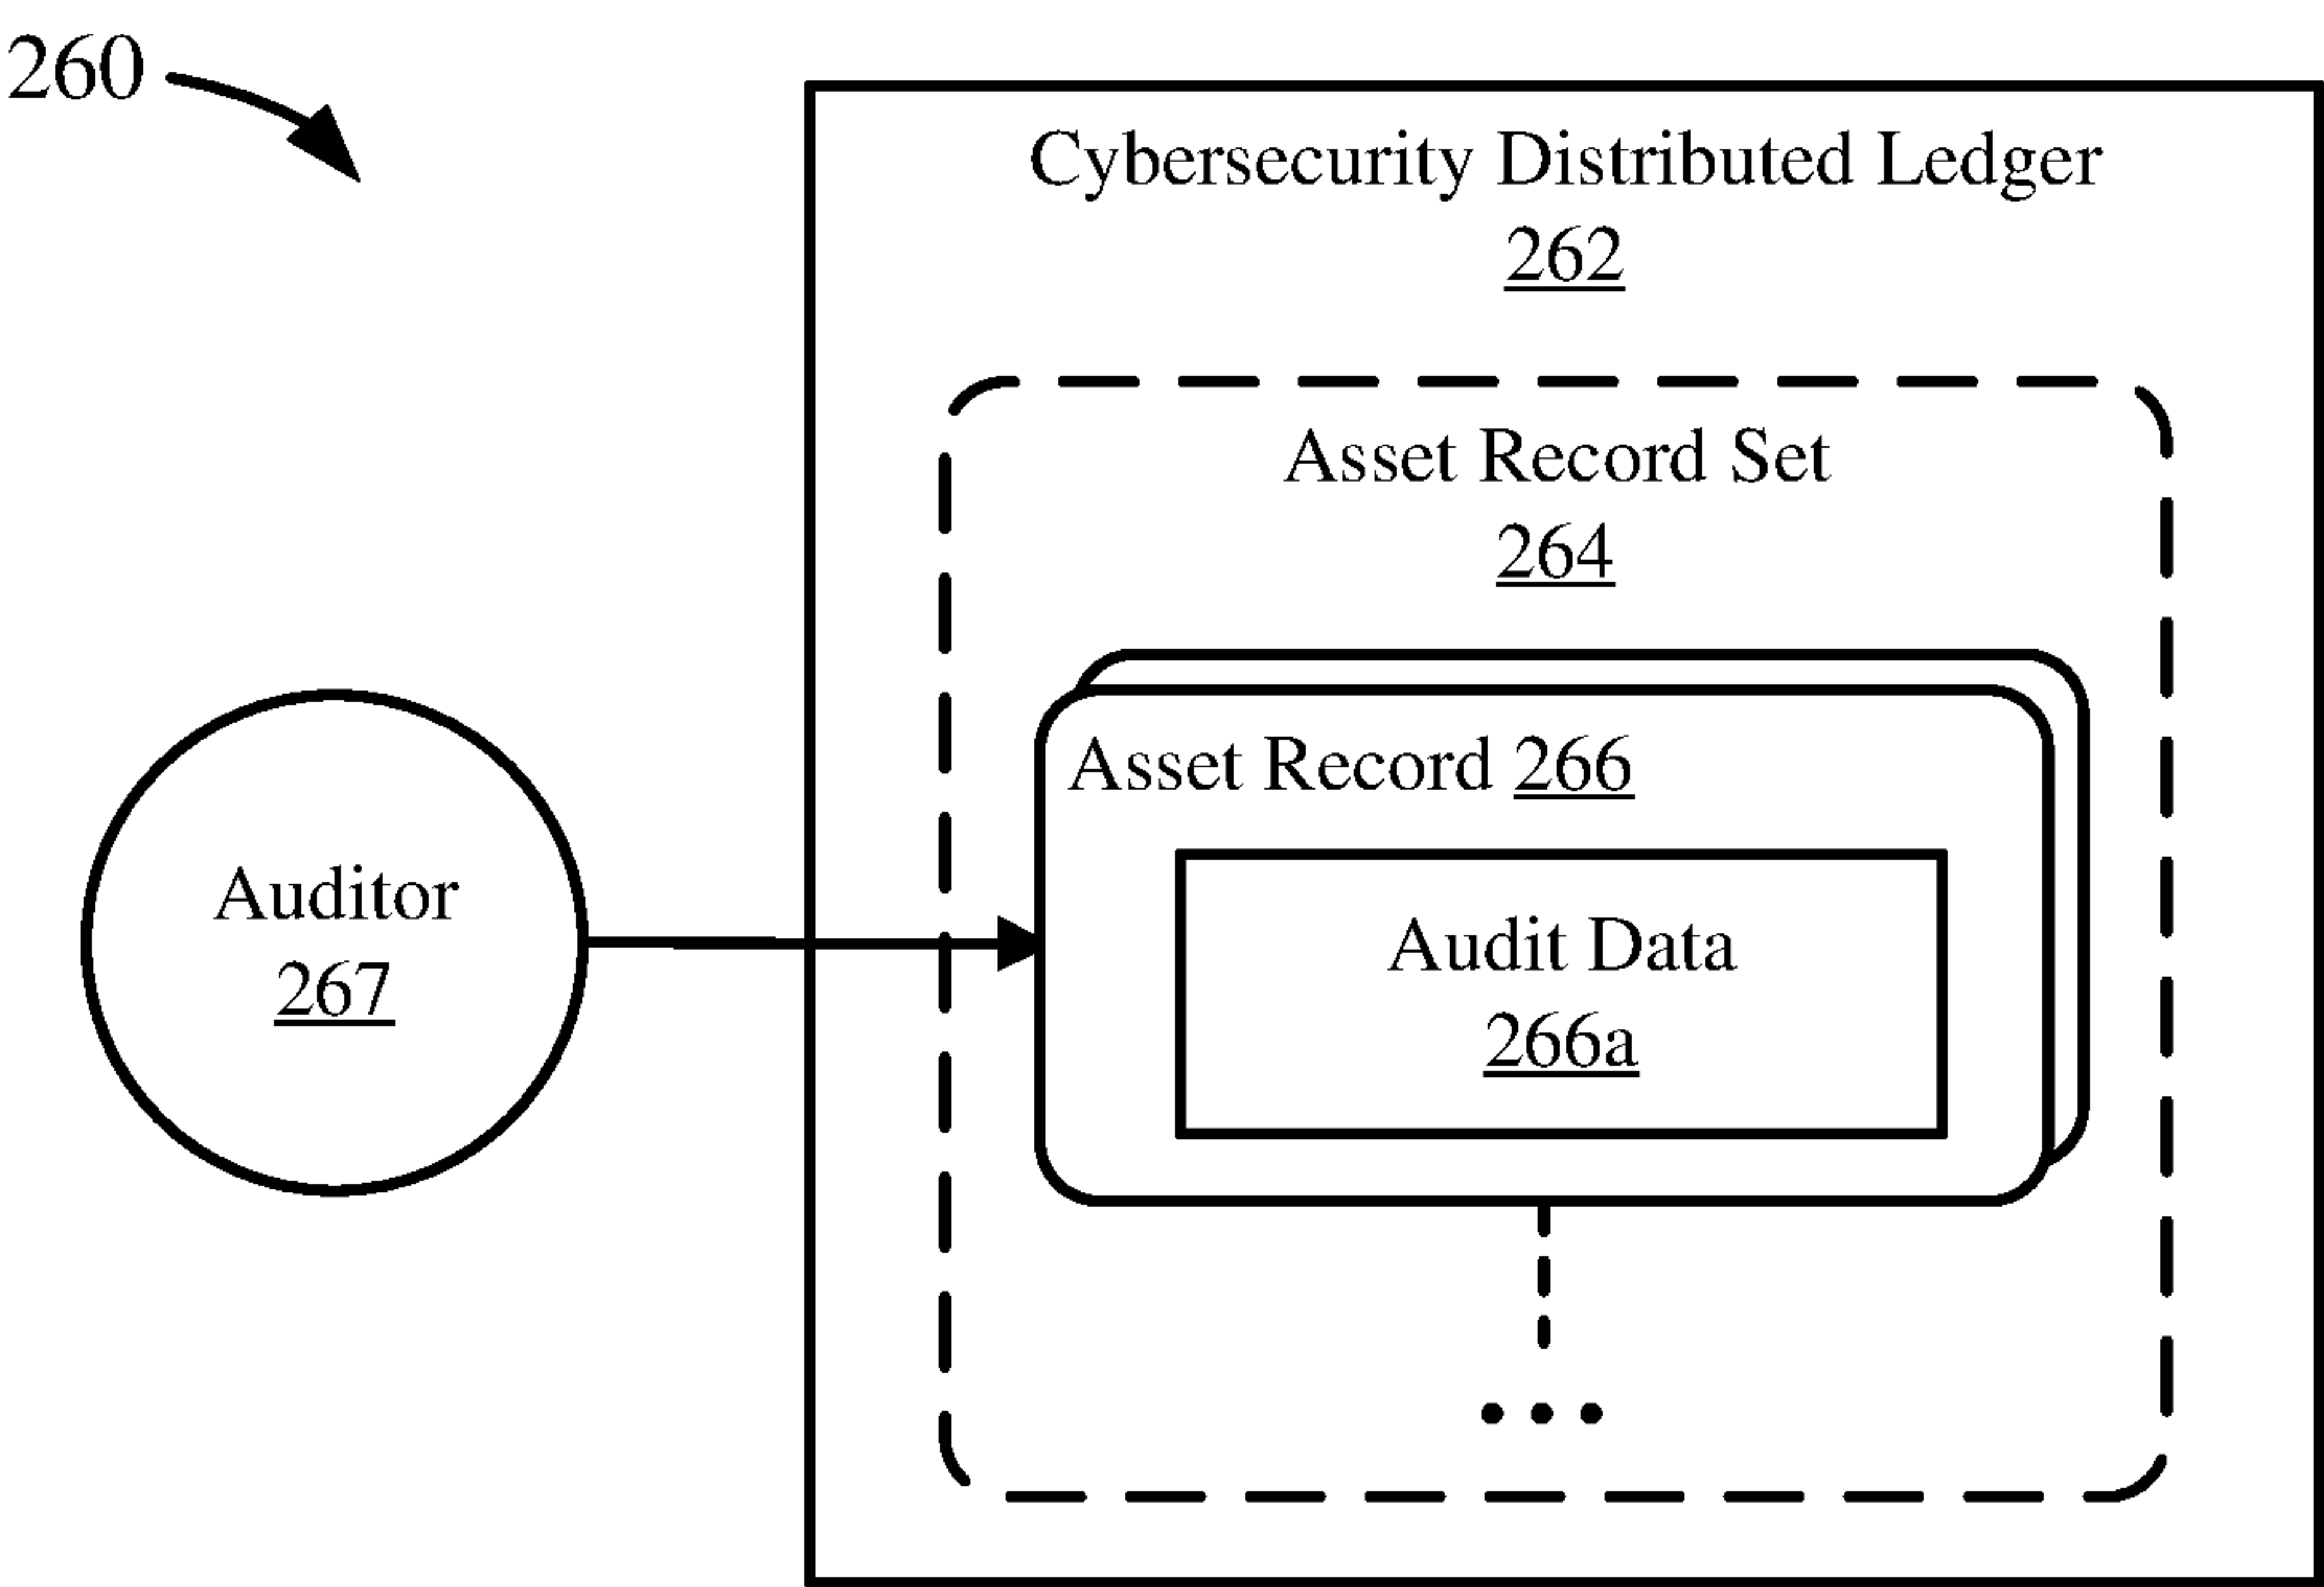 260
Cybersecurity Distributed Ledger
262
Asset Record Set
264
Asset Record 266
Auditor
267
Audit Data
266a